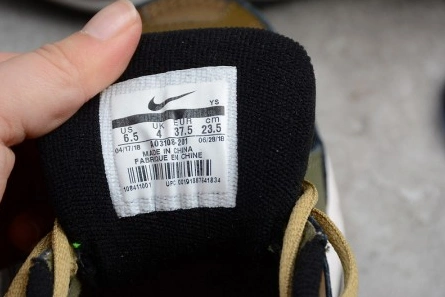 YS
US UK EUR cm
6.5 4 37.5 23.5
04/17/18 AO3108-201 06/28/18
MADE IN CHINA
FABRIQUE EN CHINE